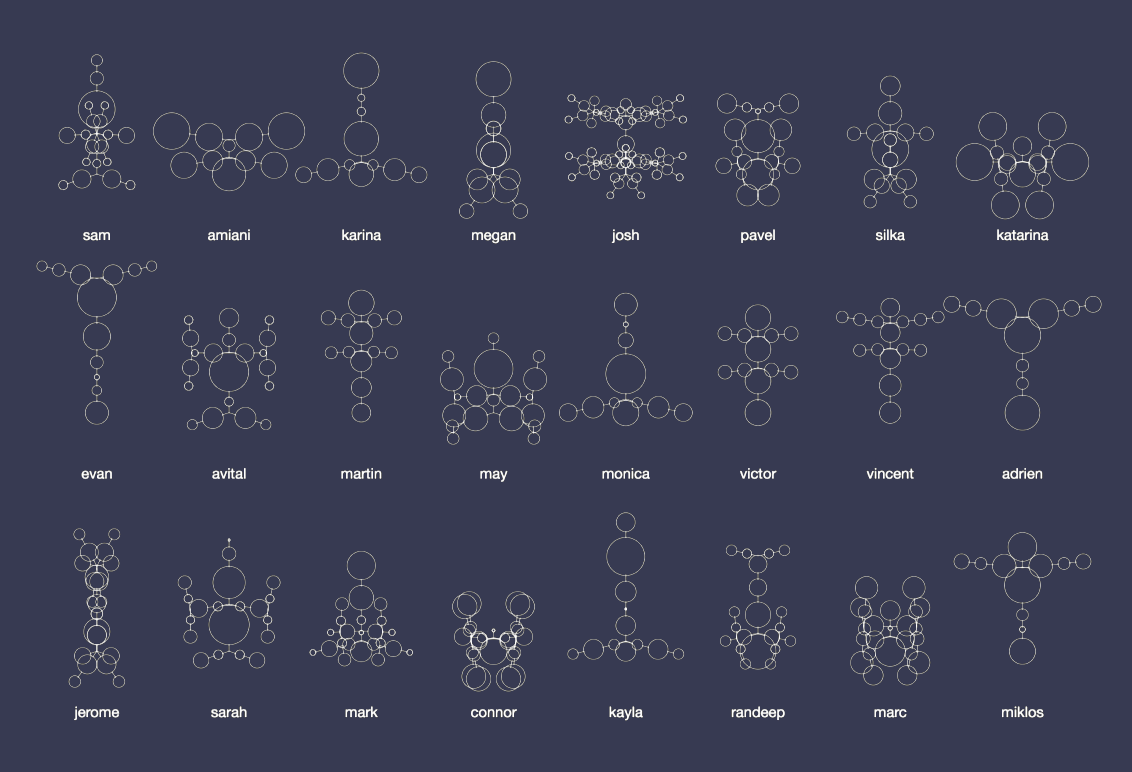 sam amiani karina megan josh pavel silka katarina
evan avital martin may monica victor vincent adrien
jerome sarah mark connor kayla randeep marc miklos